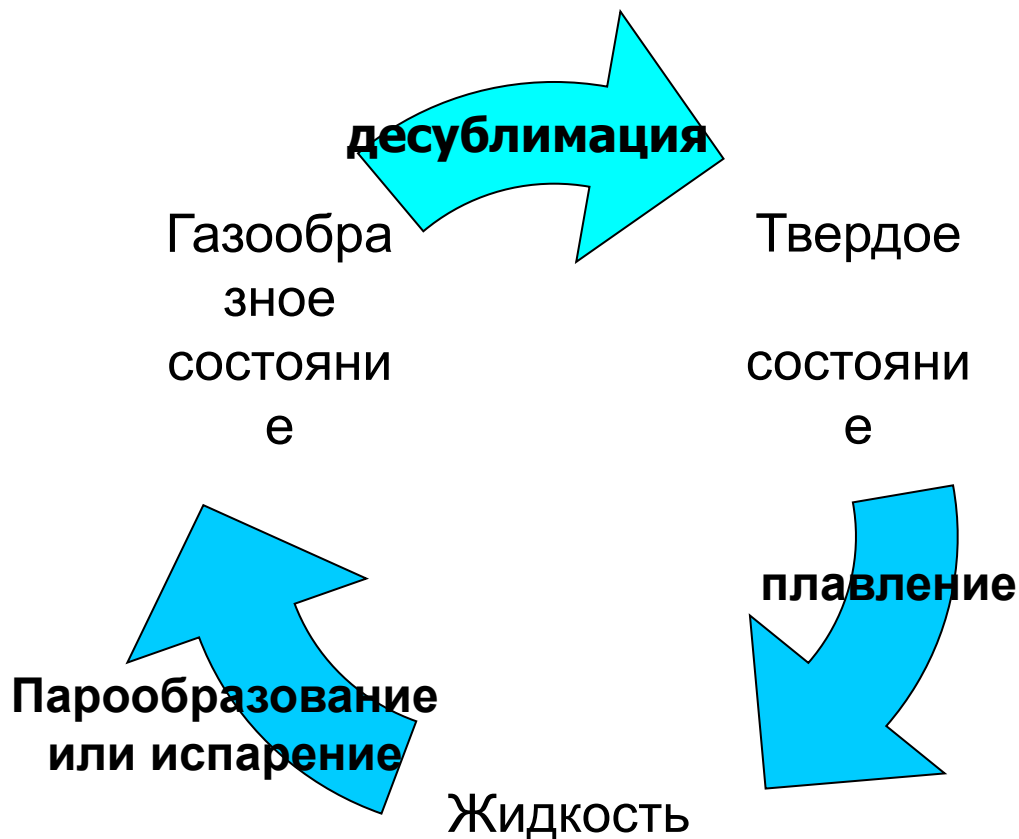 десублимация
Газообра
зное
состояни
е
Твердое
состояни
е
плавление
Парообразование
или испарение
Жидкость